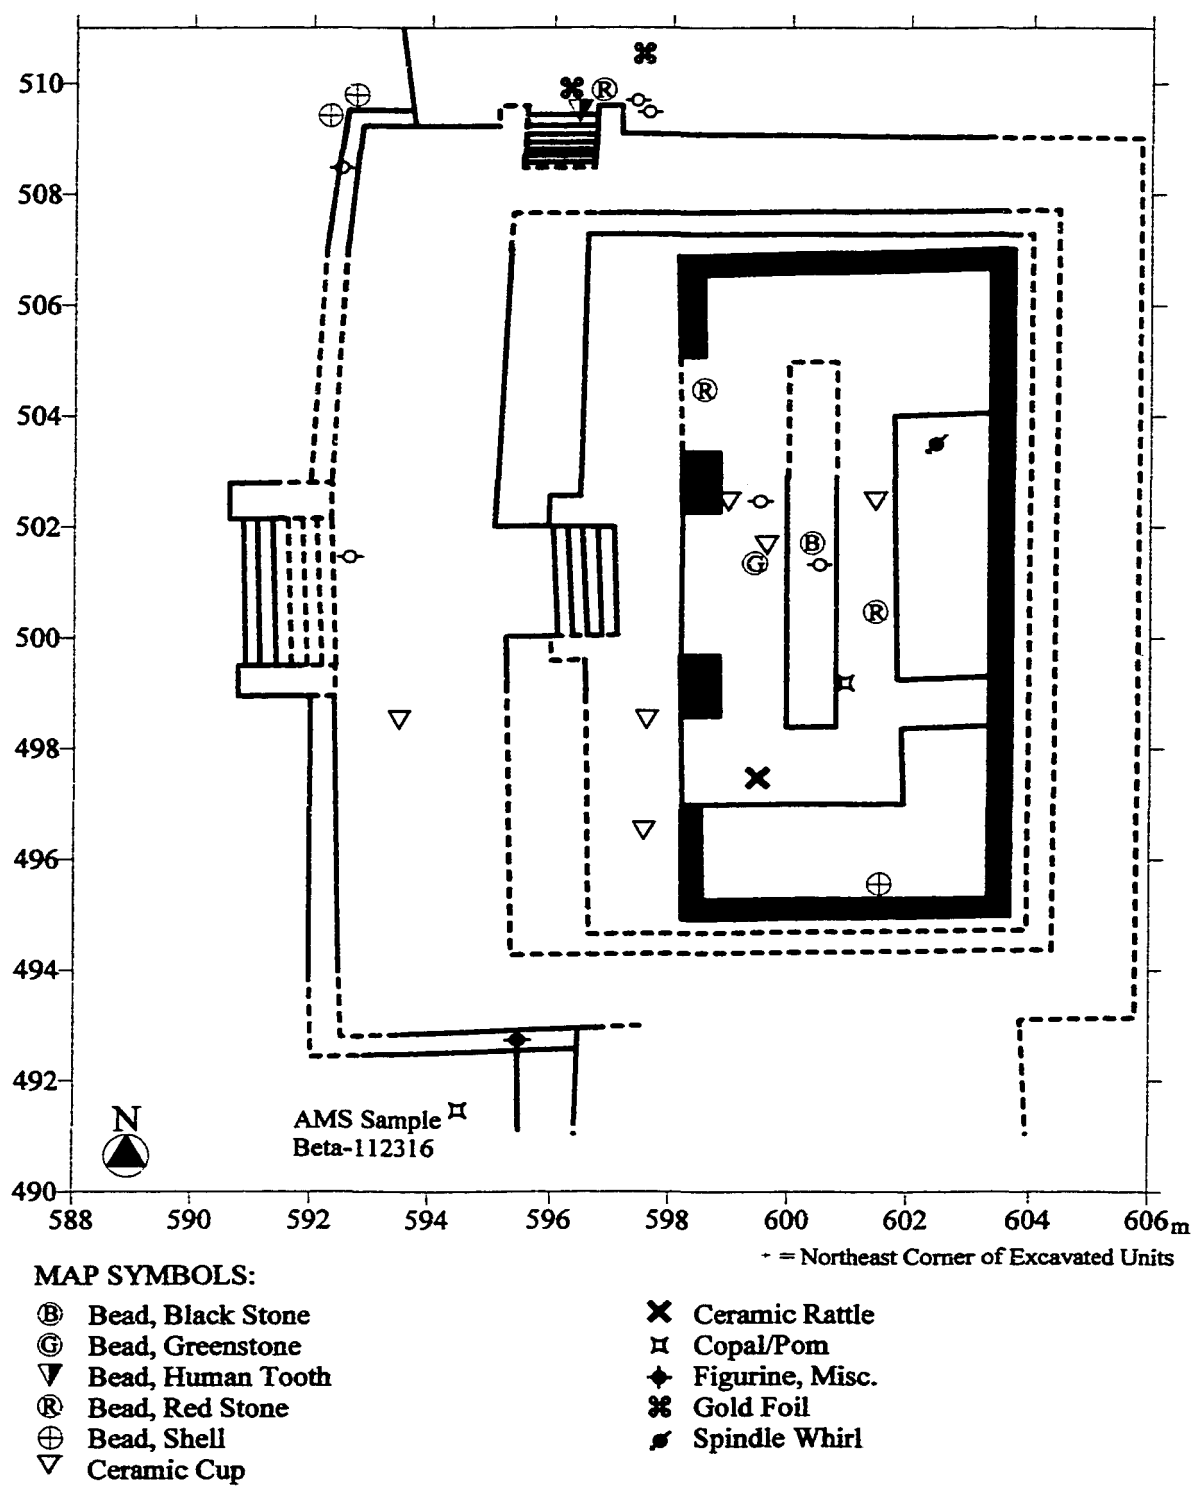 510
R
508
506
R
504
502
B
G
R
500
498
496
494
492
N
AMS Sample
Beta-112316
490
588 590 592 594 596 598 600 602 604 606 m
+ = Northeast Corner of Excavated Units
MAP SYMBOLS:
B Bead, Black Stone
G Bead, Greenstone
Bead, Human Tooth
R Bead, Red Stone
Bead, Shell
Ceramic Cup
Ceramic Rattle
Copal/Pom
Figurine, Misc.
Gold Foil
Spindle Whirl